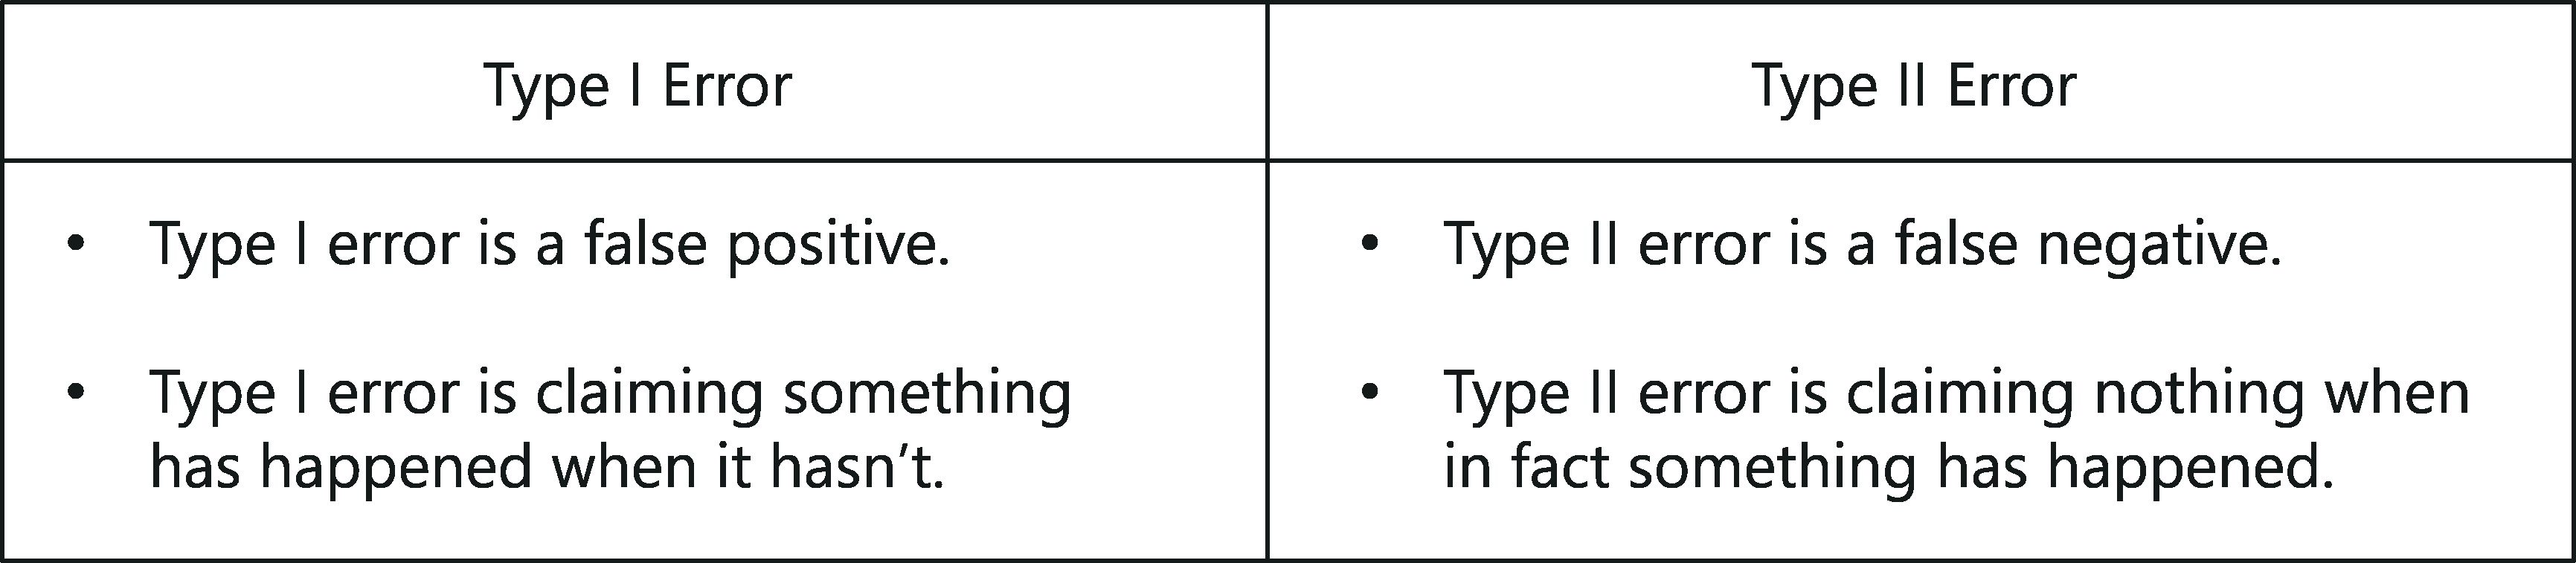 Type I Error
Type II Error
• Type I error is a false positive.
• Type I error is claiming something
has happened when it hasn’t.
• Type II error is a false negative.
• Type II error is claiming nothing when
in fact something has happened.